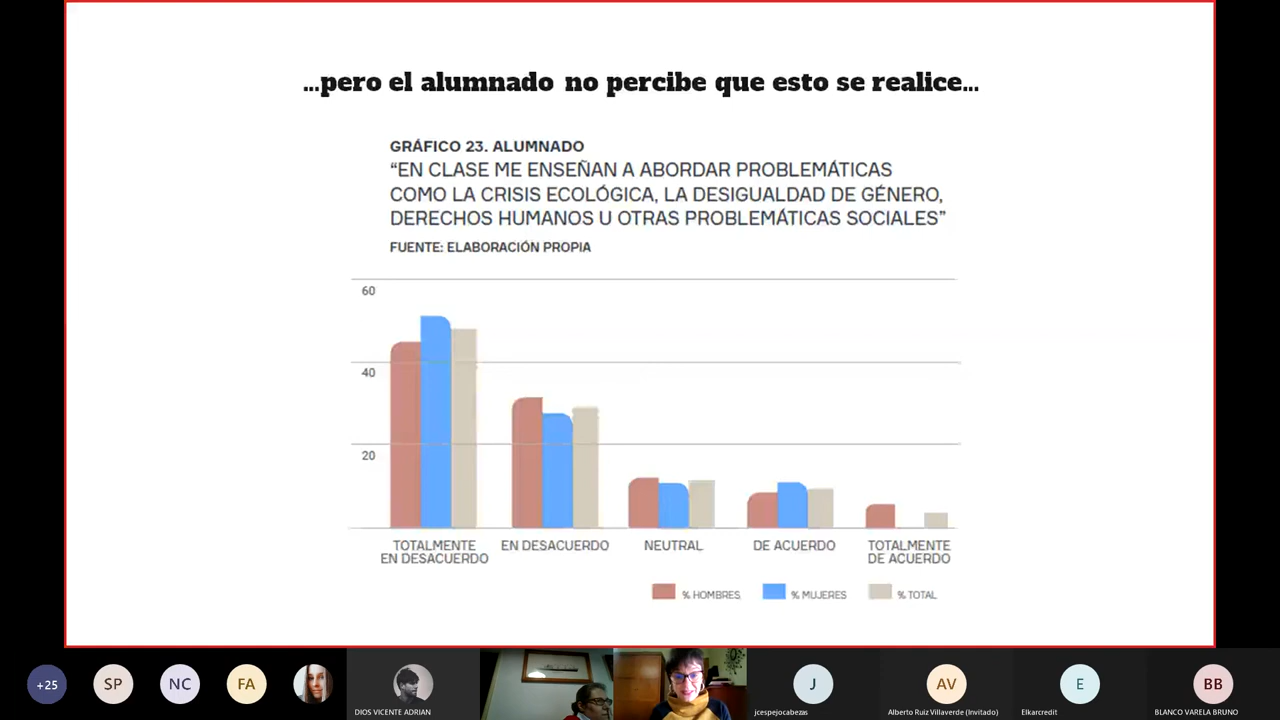 ...pero el alumnado no percibe que esto se realice...
GRÁFICO 23. ALUMNADO
“EN CLASE ME ENSEÑAN A ABORDAR PROBLEMÁTICAS
COMO LA CRISIS ECOLÓGICA, LA DESIGUALDAD DE GÉNERO,
DERECHOS HUMANOS U OTRAS PROBLEMÁTICAS SOCIALES”
FUENTE: ELABORACIÓN PROPIA
60
40
20
TOTALMENTE
EN DESACUERDO
EN DESACUERDO
NEUTRAL
DE ACUERDO
TOTALMENTE
DE ACUERDO
% HOMBRES
% MUJERES
% TOTAL
+25
SP
NC
FA
DIOS VICENTE ADRIAN
J
jcespejocabezas
AV
Alberto Ruiz Villaverde (Invitado)
E
Elkarcredit
BB
BLANCO VARELA BRUNO